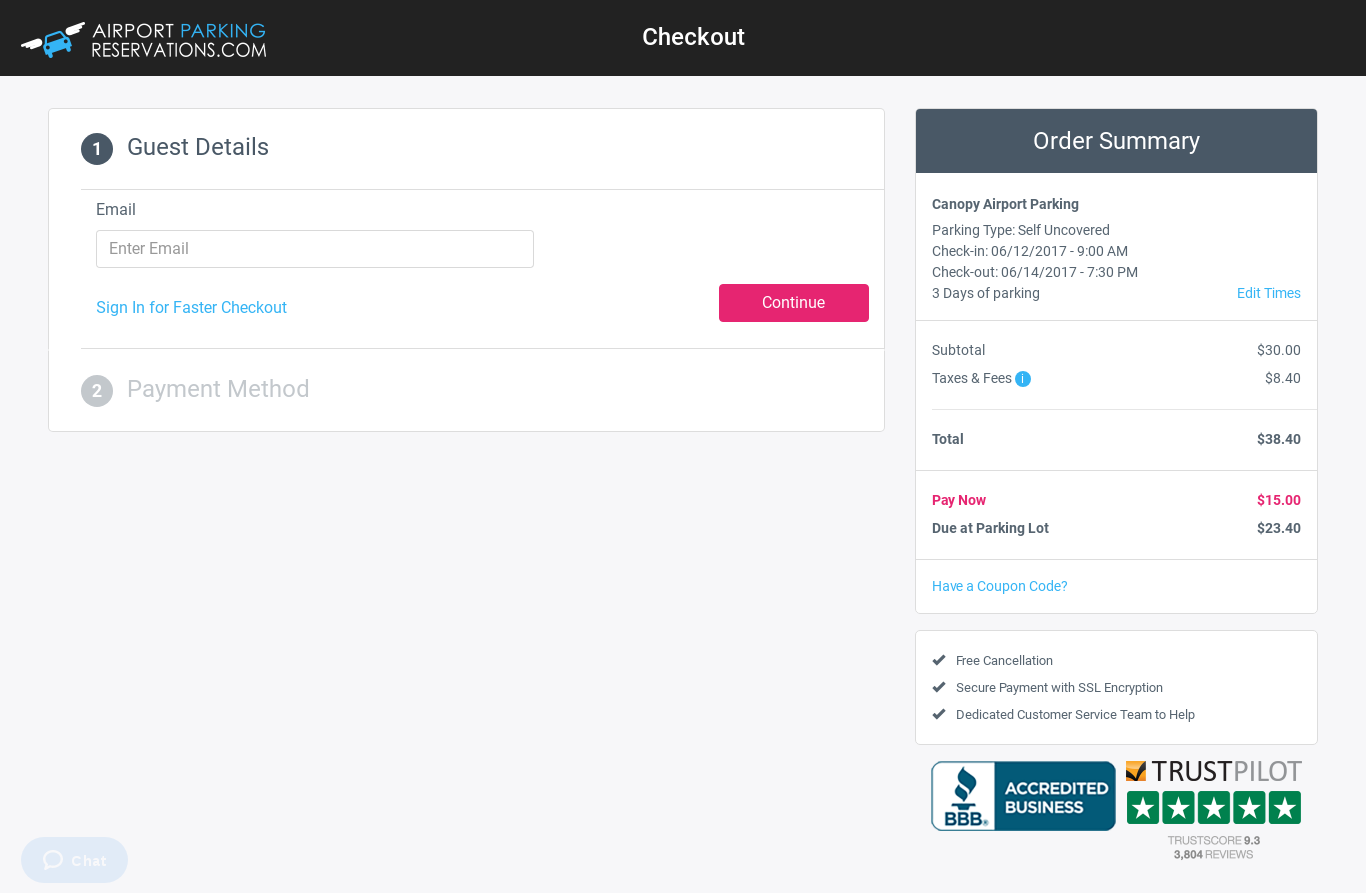 AIRPORT PARKING
RESERVATIONS.COM
Checkout
1 Guest Details
Email
Enter Email
Sign In for Faster Checkout
Continue
2 Payment Method
Order Summary
Canopy Airport Parking
Parking Type: Self Uncovered
Check-in: 06/12/2017 - 9:00 AM
Check-out: 06/14/2017 - 7:30 PM
3 Days of parking Edit Times
Subtotal $30.00
Taxes & Fees i $8.40
Total $38.40
Pay Now $15.00
Due at Parking Lot $23.40
Have a Coupon Code?
Free Cancellation
Secure Payment with SSL Encryption
Dedicated Customer Service Team to Help
BBB®
ACCREDITED
BUSINESS
TRUSTPILOT
TRUSTSCORE 9.3
3,804 REVIEWS
Chat